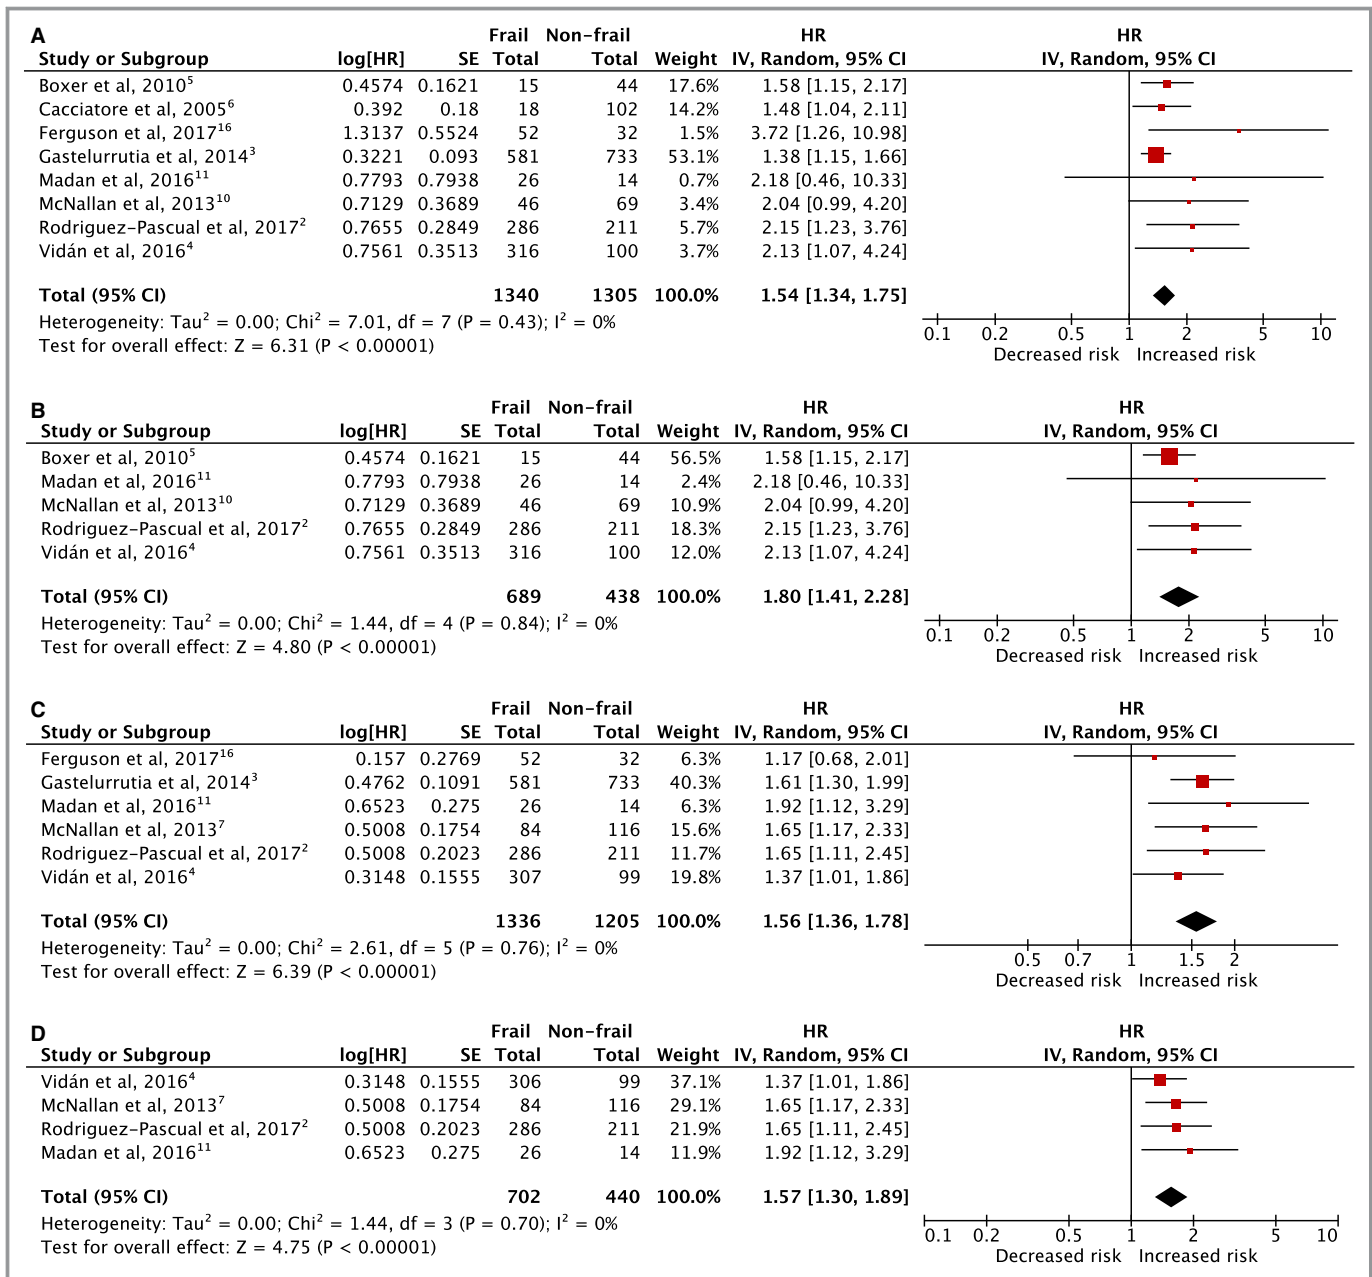 A Frail Non-frail HR HR
Study or Subgroup log[HR] SE Total Total Weight IV, Random, 95% CI IV, Random, 95% CI
Boxer et al, 2010⁵ 0.4574 0.1621 15 44 17.6% 1.58 [1.15, 2.17]
Cacciatore et al, 2005⁶ 0.392 0.18 18 102 14.2% 1.48 [1.04, 2.11]
Ferguson et al, 2017¹⁶ 1.3137 0.5524 52 32 1.5% 3.72 [1.26, 10.98]
Gastelurrutia et al, 2014³ 0.3221 0.093 581 733 53.1% 1.38 [1.15, 1.66]
Madan et al, 2016¹¹ 0.7793 0.7938 26 14 0.7% 2.18 [0.46, 10.33]
McNallan et al, 2013¹⁰ 0.7129 0.3689 46 69 3.4% 2.04 [0.99, 4.20]
Rodriguez-Pascual et al, 2017² 0.7655 0.2849 286 211 5.7% 2.15 [1.23, 3.76]
Vidán et al, 2016⁴ 0.7561 0.3513 316 100 3.7% 2.13 [1.07, 4.24]
Total (95% CI) 1340 1305 100.0% 1.54 [1.34, 1.75]
Heterogeneity: Tau² = 0.00; Chi² = 7.01, df = 7 (P = 0.43); I² = 0%
Test for overall effect: Z = 6.31 (P < 0.00001)
0.1 0.2 0.5 1 2 5 10
Decreased risk Increased risk
B Frail Non-frail HR HR
Study or Subgroup log[HR] SE Total Total Weight IV, Random, 95% CI IV, Random, 95% CI
Boxer et al, 2010⁵ 0.4574 0.1621 15 44 56.5% 1.58 [1.15, 2.17]
Madan et al, 2016¹¹ 0.7793 0.7938 26 14 2.4% 2.18 [0.46, 10.33]
McNallan et al, 2013¹⁰ 0.7129 0.3689 46 69 10.9% 2.04 [0.99, 4.20]
Rodriguez-Pascual et al, 2017² 0.7655 0.2849 286 211 18.3% 2.15 [1.23, 3.76]
Vidán et al, 2016⁴ 0.7561 0.3513 316 100 12.0% 2.13 [1.07, 4.24]
Total (95% CI) 689 438 100.0% 1.80 [1.41, 2.28]
Heterogeneity: Tau² = 0.00; Chi² = 1.44, df = 4 (P = 0.84); I² = 0%
Test for overall effect: Z = 4.80 (P < 0.00001)
0.1 0.2 0.5 1 2 5 10
Decreased risk Increased risk
C Frail Non-frail HR HR
Study or Subgroup log[HR] SE Total Total Weight IV, Random, 95% CI IV, Random, 95% CI
Ferguson et al, 2017¹⁶ 0.157 0.2769 52 32 6.3% 1.17 [0.68, 2.01]
Gastelurrutia et al, 2014³ 0.4762 0.1091 581 733 40.3% 1.61 [1.30, 1.99]
Madan et al, 2016¹¹ 0.6523 0.275 26 14 6.3% 1.92 [1.12, 3.29]
McNallan et al, 2013⁷ 0.5008 0.1754 84 116 15.6% 1.65 [1.17, 2.33]
Rodriguez-Pascual et al, 2017² 0.5008 0.2023 286 211 11.7% 1.65 [1.11, 2.45]
Vidán et al, 2016⁴ 0.3148 0.1555 307 99 19.8% 1.37 [1.01, 1.86]
Total (95% CI) 1336 1205 100.0% 1.56 [1.36, 1.78]
Heterogeneity: Tau² = 0.00; Chi² = 2.61, df = 5 (P = 0.76); I² = 0%
Test for overall effect: Z = 6.39 (P < 0.00001)
0.5 0.7 1 1.5 2
Decreased risk Increased risk
D Frail Non-frail HR HR
Study or Subgroup log[HR] SE Total Total Weight IV, Random, 95% CI IV, Random, 95% CI
Vidán et al, 2016⁴ 0.3148 0.1555 306 99 37.1% 1.37 [1.01, 1.86]
McNallan et al, 2013⁷ 0.5008 0.1754 84 116 29.1% 1.65 [1.17, 2.33]
Rodriguez-Pascual et al, 2017² 0.5008 0.2023 286 211 21.9% 1.65 [1.11, 2.45]
Madan et al, 2016¹¹ 0.6523 0.275 26 14 11.9% 1.92 [1.12, 3.29]
Total (95% CI) 702 440 100.0% 1.57 [1.30, 1.89]
Heterogeneity: Tau² = 0.00; Chi² = 1.44, df = 3 (P = 0.70); I² = 0%
Test for overall effect: Z = 4.75 (P < 0.00001)
0.1 0.2 0.5 1 2 5 10
Decreased risk Increased risk